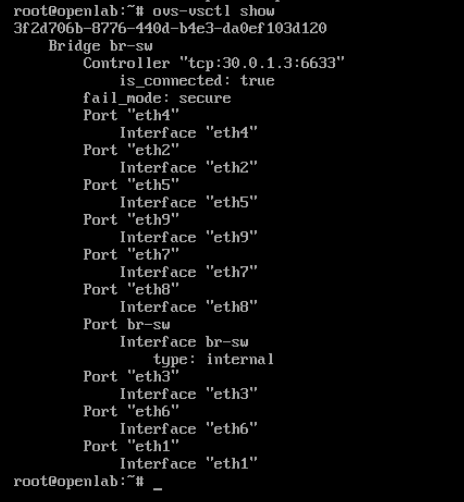 root@openlab:~# ovs-vsctl show
3f2d706b-8776-440d-b4e3-da0ef103d120
    Bridge br-sw
        Controller "tcp:30.0.1.3:6633"
            is_connected: true
        fail_mode: secure
        Port "eth4"
            Interface "eth4"
        Port "eth2"
            Interface "eth2"
        Port "eth5"
            Interface "eth5"
        Port "eth9"
            Interface "eth9"
        Port "eth7"
            Interface "eth7"
        Port "eth8"
            Interface "eth8"
        Port br-sw
            Interface br-sw
                type: internal
        Port "eth3"
            Interface "eth3"
        Port "eth6"
            Interface "eth6"
        Port "eth1"
            Interface "eth1"
root@openlab:~# _